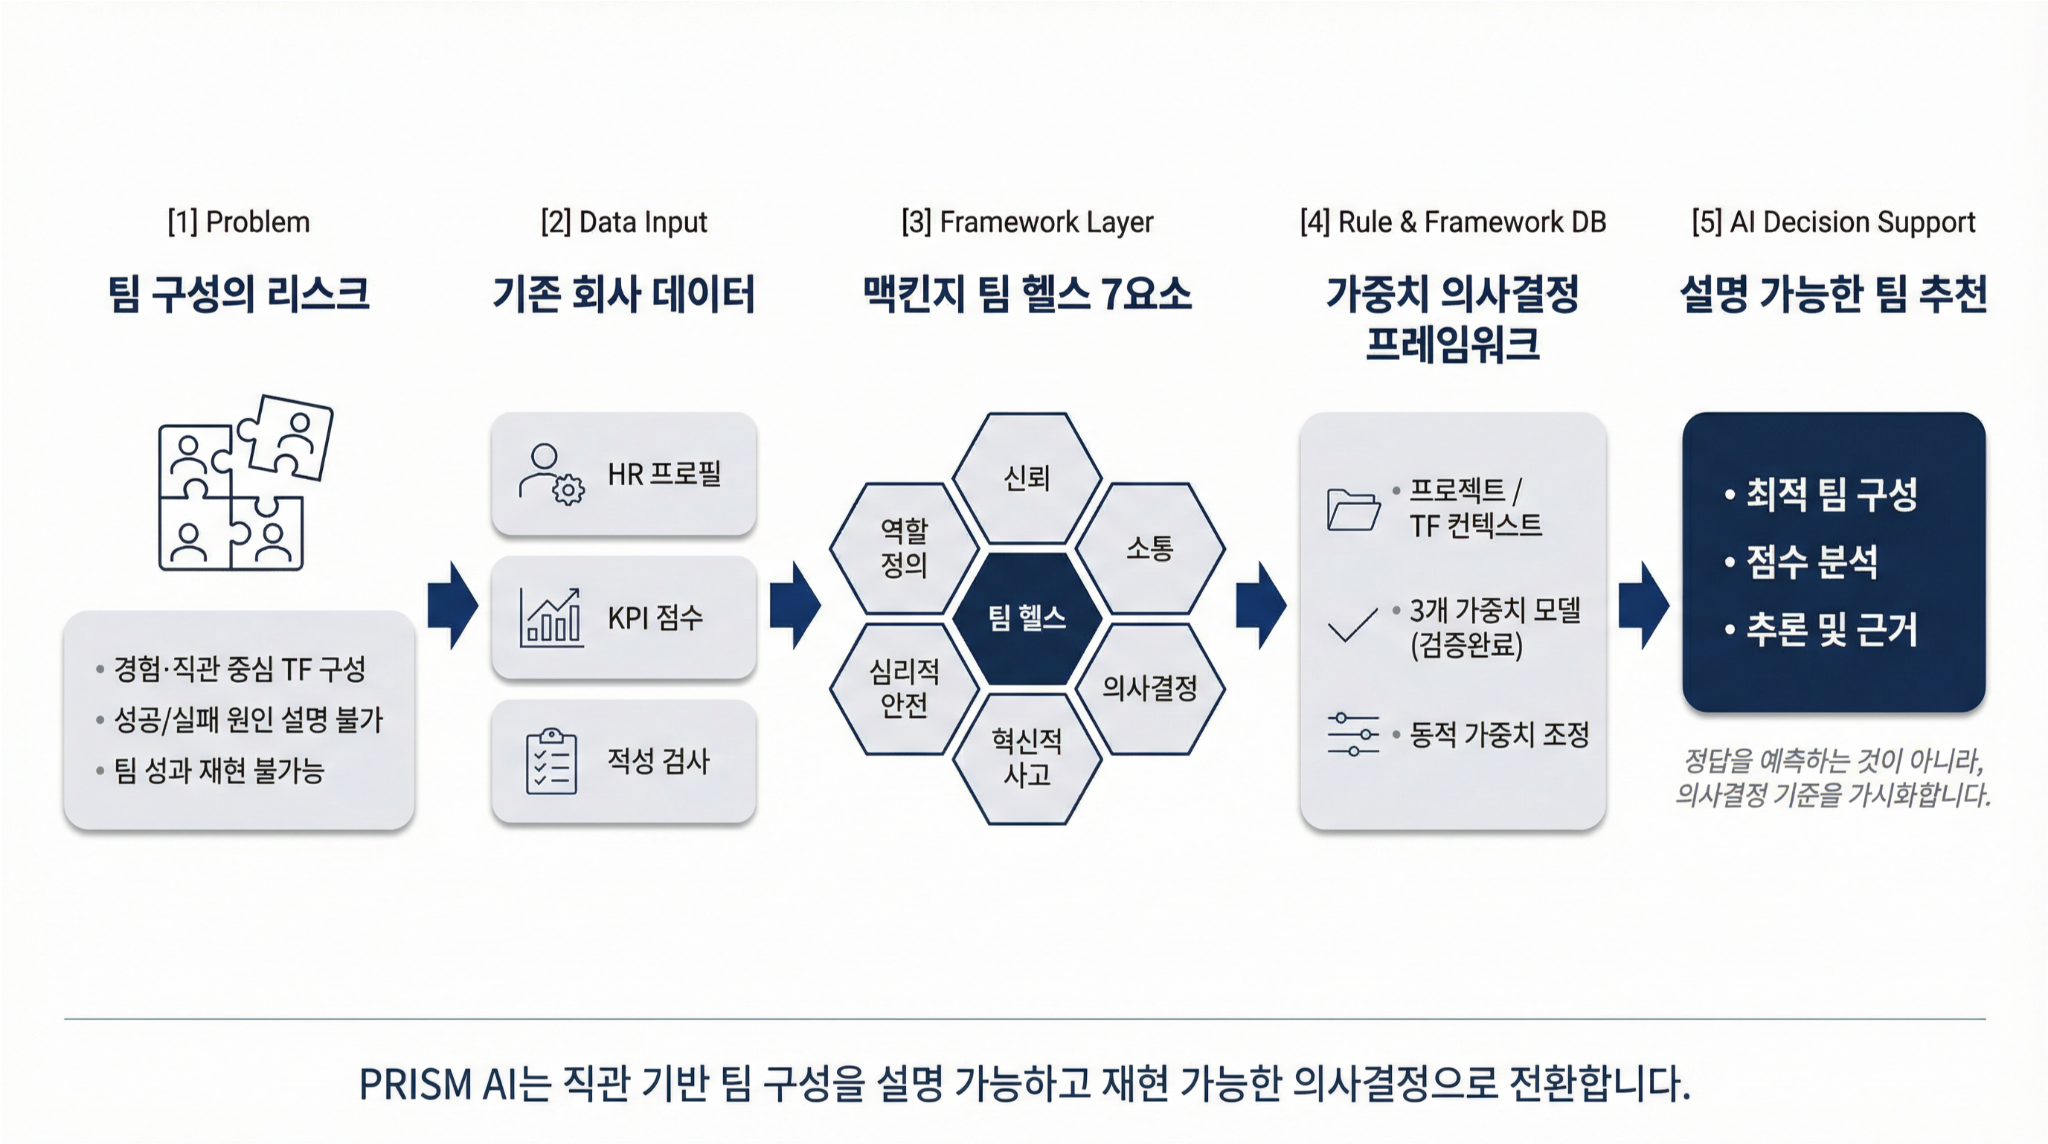 [1] Problem
팀 구성의 리스크
• 경험·직관 중심 TF 구성
• 성공/실패 원인 설명 불가
• 팀 성과 재현 불가능
[2] Data Input
기존 회사 데이터
HR 프로필
KPI 점수
적성 검사
[3] Framework Layer
맥킨지 팀 헬스 7요소
신뢰
역할
정의
소통
팀 헬스
심리적
안전
의사결정
혁신적
사고
[4] Rule & Framework DB
가중치 의사결정
프레임워크
• 프로젝트 /
TF 컨텍스트
• 3개 가중치 모델
(검증완료)
• 동적 가중치 조정
[5] AI Decision Support
설명 가능한 팀 추천
• 최적 팀 구성
• 점수 분석
• 추론 및 근거
정답을 예측하는 것이 아니라,
의사결정 기준을 가시화합니다.
PRISM AI는 직관 기반 팀 구성을 설명 가능하고 재현 가능한 의사결정으로 전환합니다.